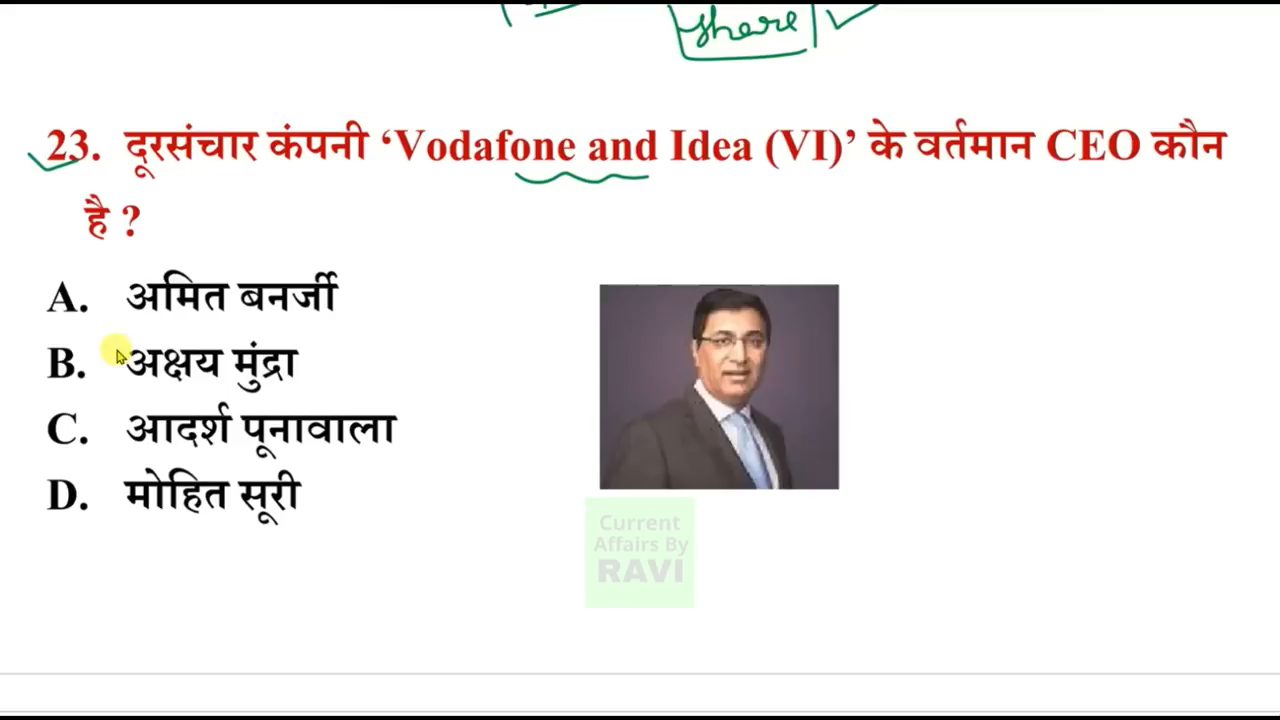 share
23. दूरसंचार कंपनी ‘Vodafone and Idea (VI)’ के वर्तमान CEO कौन
है ?
A. अमित बनर्जी
B. अक्षय मुंद्रा
C. आदर्श पूनावाला
D. मोहित सूरी
Current
Affairs By
RAVI